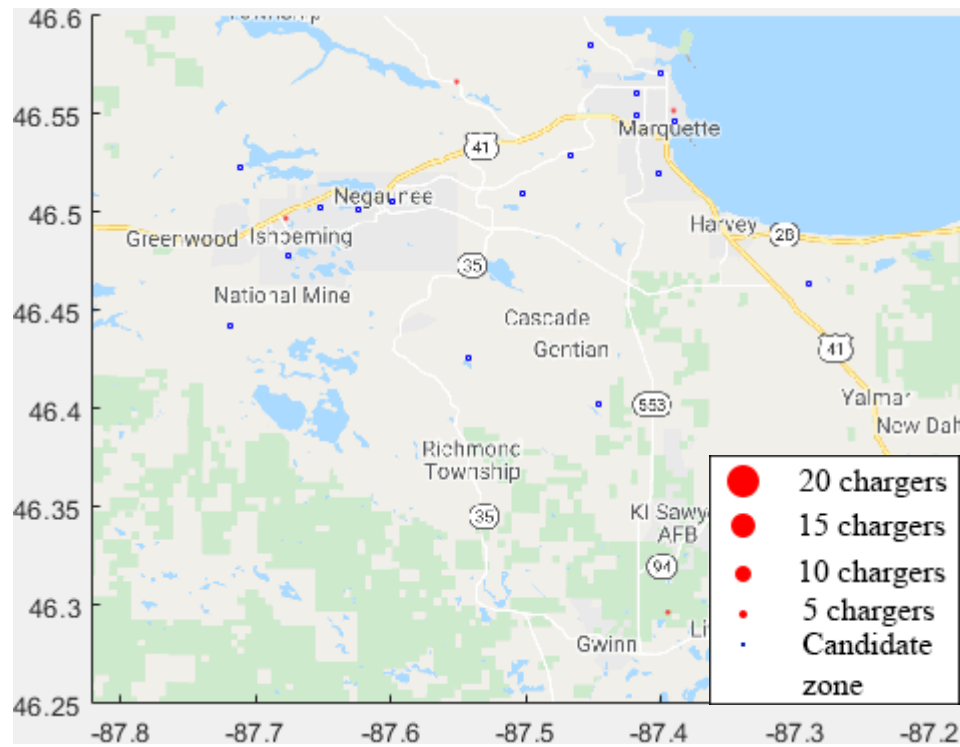 46.6
46.55
46.5
46.45
46.4
46.35
46.3
46.25
-87.8 -87.7 -87.6 -87.5 -87.4 -87.3 -87.2
41
Marquette
Negaunee
Harvey
Greenwood Ishpeming
28
35
National Mine
Cascade
Gentian
41
553
Yalmar
New Dah
Richmond
Township
35
KI Sawy
AFB
94
Gwinn
Li
20 chargers
15 chargers
10 chargers
5 chargers
Candidate
zone